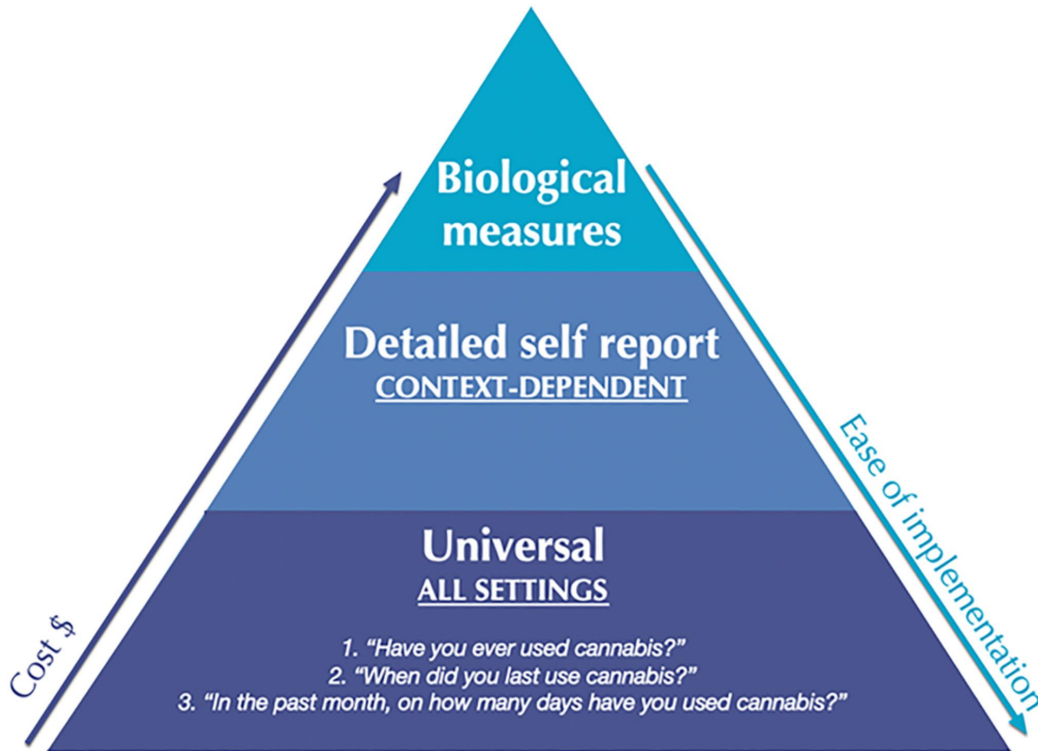 Biological
measures
Detailed self report
CONTEXT-DEPENDENT
Universal
ALL SETTINGS
1. “Have you ever used cannabis?”
2. “When did you last use cannabis?”
3. “In the past month, on how many days have you used cannabis?”
Cost $
Ease of implementation